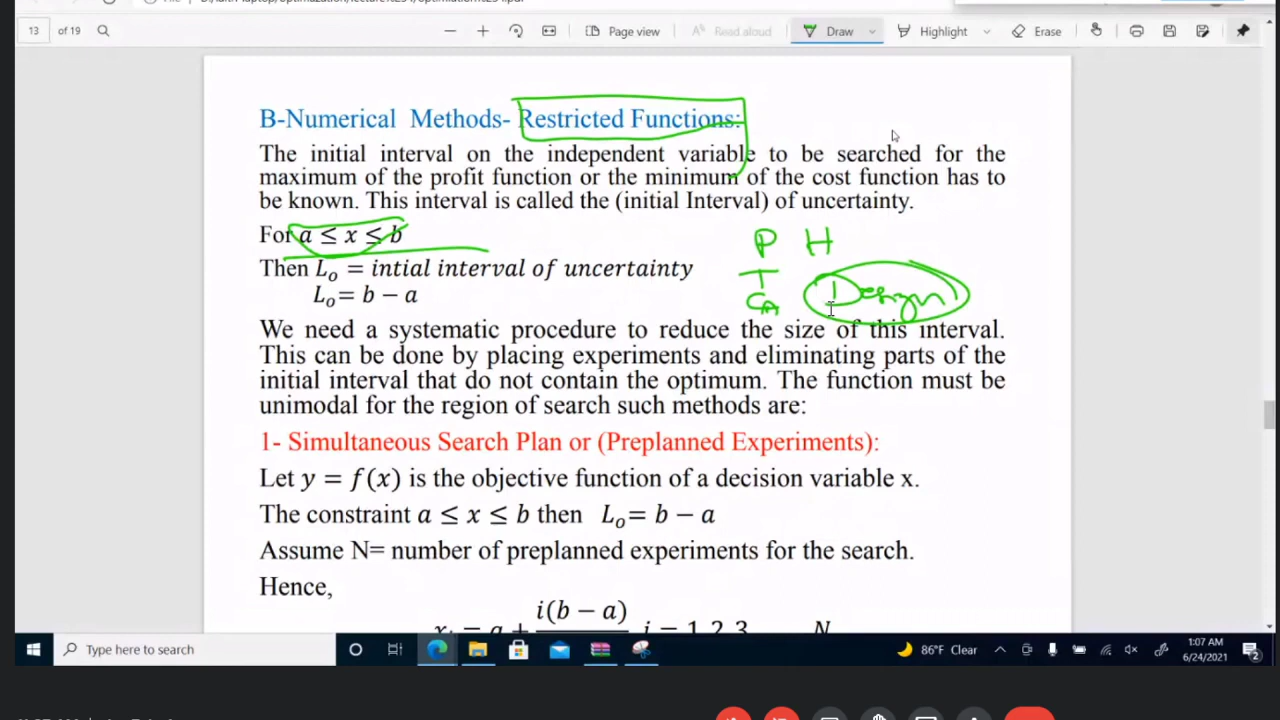 13 of 19 Page view Read aloud Draw Highlight Erase
B-Numerical Methods- Restricted Functions:
The initial interval on the independent variable to be searched for the
maximum of the profit function or the minimum of the cost function has to
be known. This interval is called the (initial Interval) of uncertainty.
For a ≤ x ≤ b
P H
Then Lₒ = intial interval of uncertainty
T
Design
CA
Lₒ= b − a
We need a systematic procedure to reduce the size of this interval.
This can be done by placing experiments and eliminating parts of the
initial interval that do not contain the optimum. The function must be
unimodal for the region of search such methods are:
1- Simultaneous Search Plan or (Preplanned Experiments):
Let y = f(x) is the objective function of a decision variable x.
The constraint a ≤ x ≤ b then Lₒ= b − a
Assume N= number of preplanned experiments for the search.
Hence,
i(b − a)
Type here to search
86°F Clear
1:07 AM
6/24/2021
2